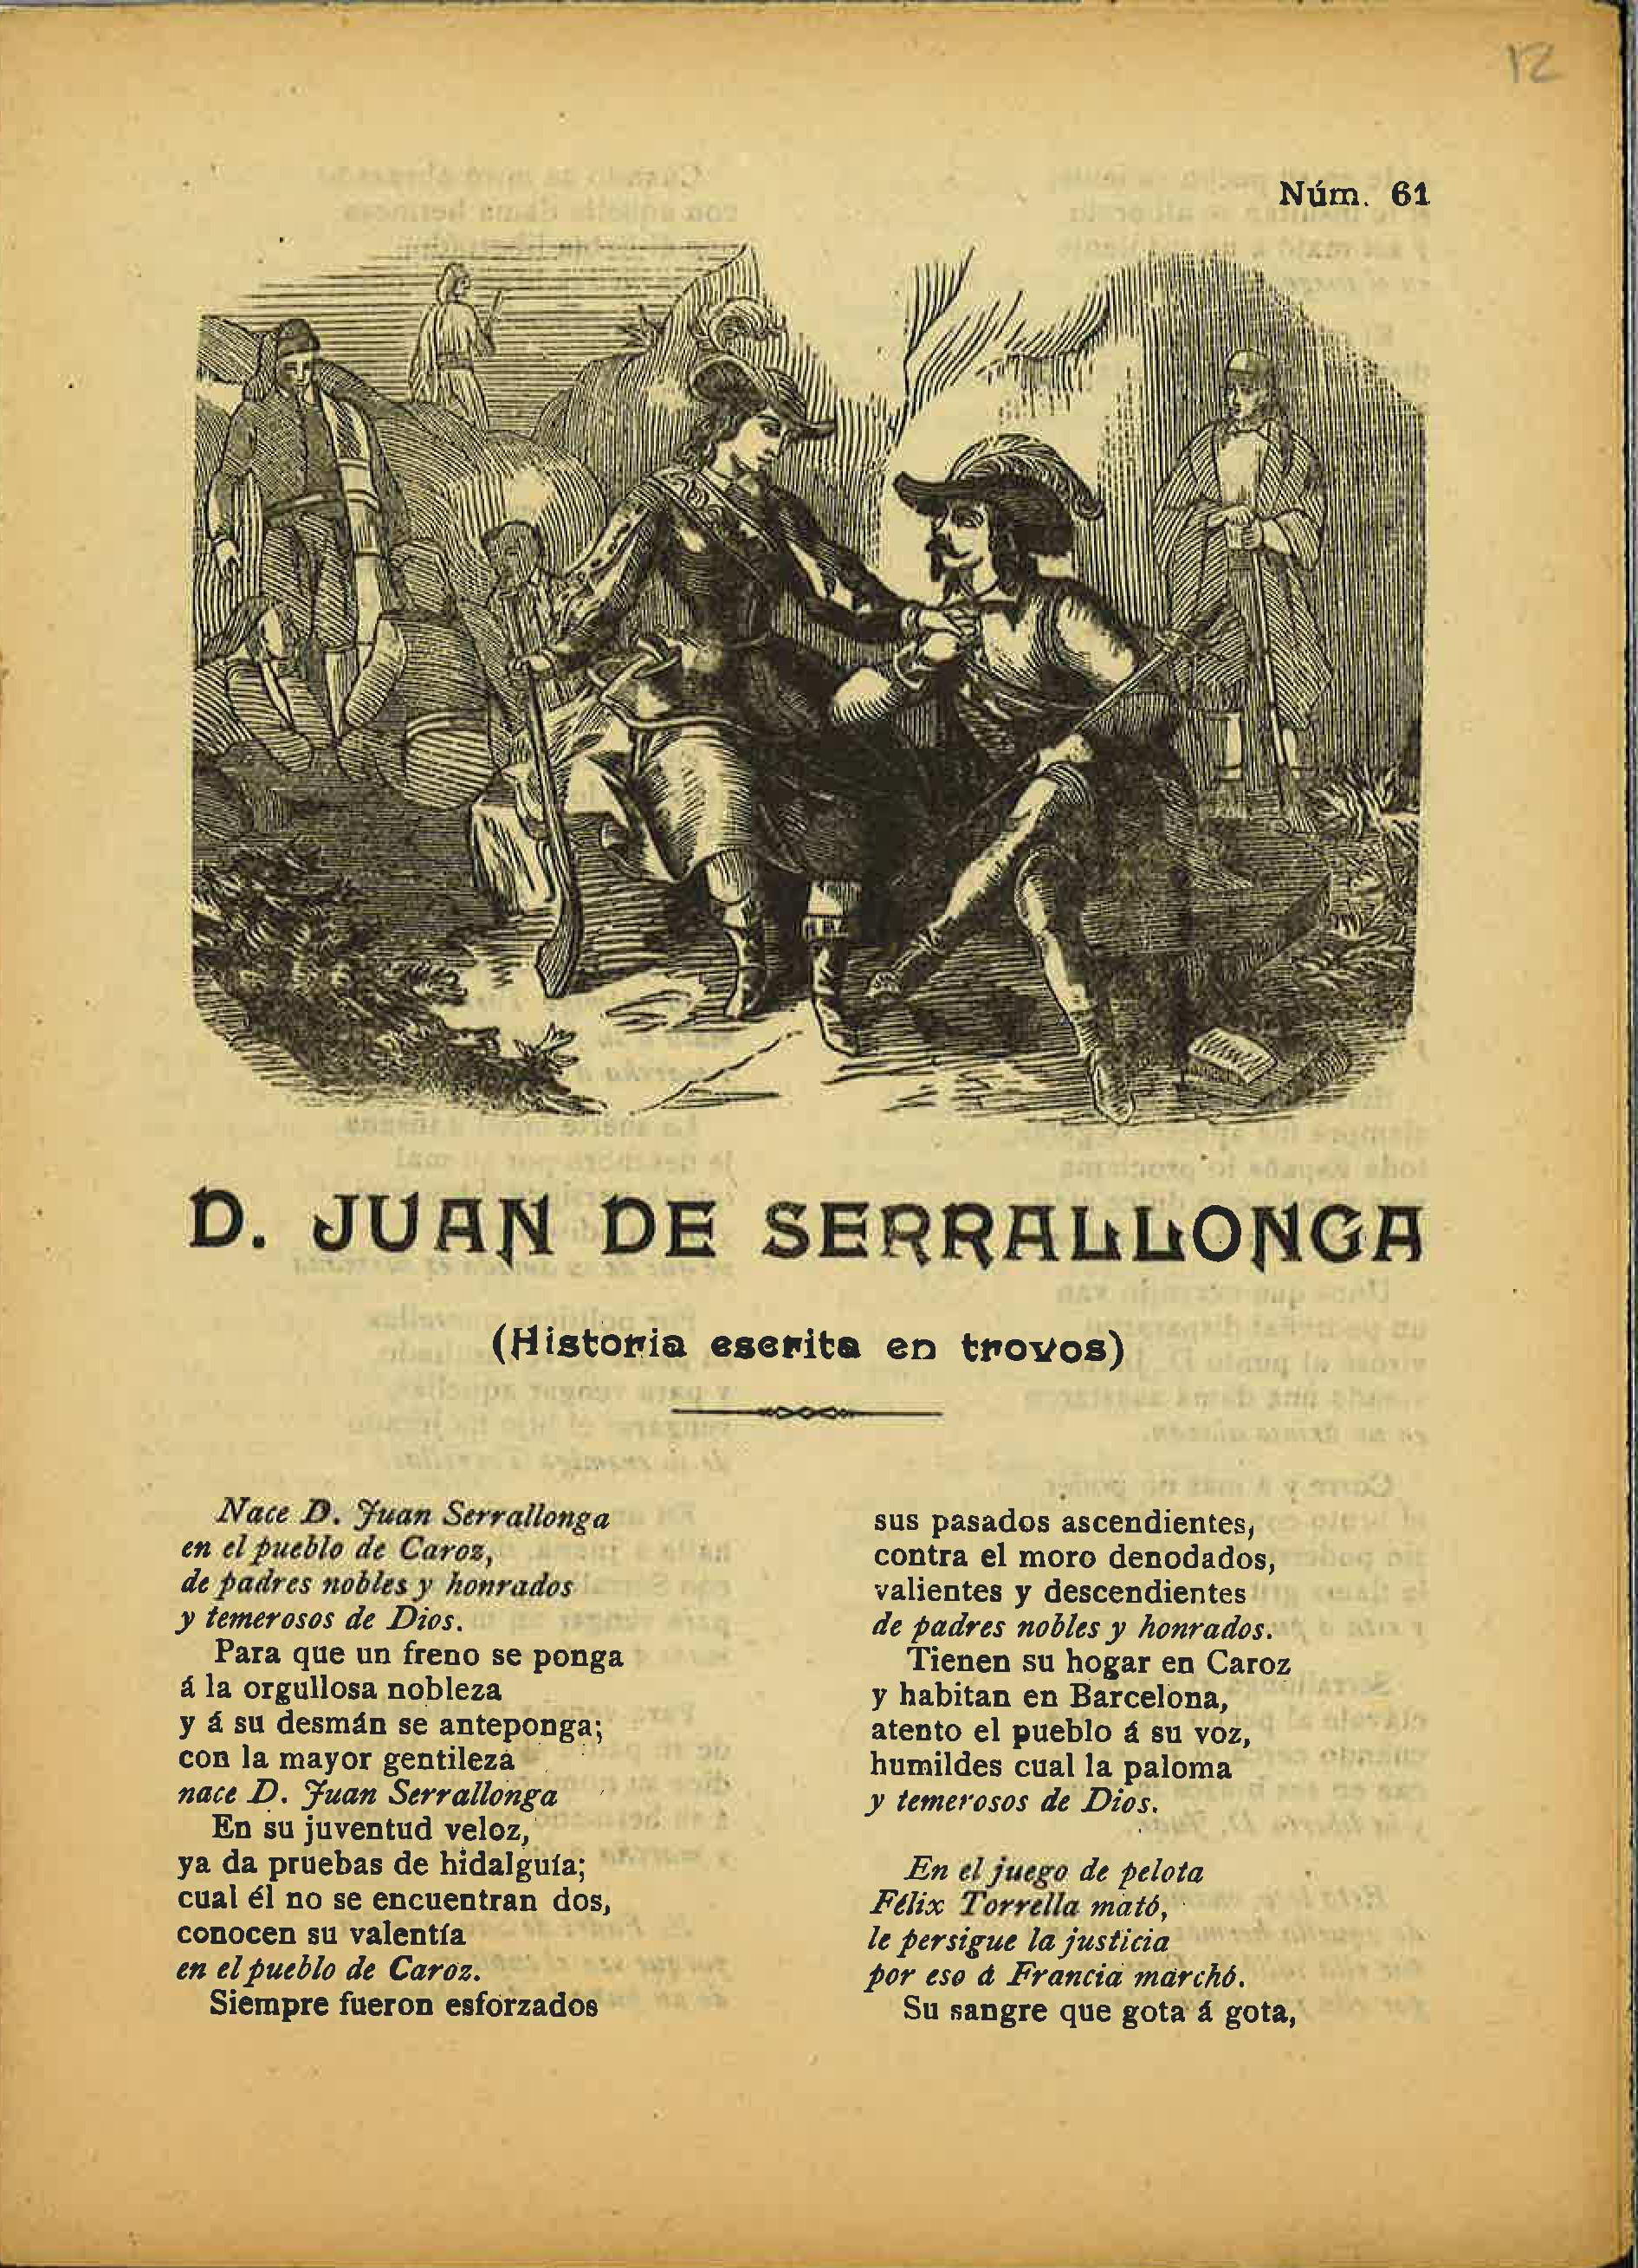 12
Núm. 61
D. JUAN DE SERRALLONGA
(Historia escrita en trovos)
Nace D. Juan Serrallonga
en el pueblo de Caroz,
de padres nobles y honrados
y temerosos de Dios.
Para que un freno se ponga
á la orgullosa nobleza
y á su desmán se anteponga;
con la mayor gentileza
nace D. Juan Serrallonga
En su juventud veloz,
ya da pruebas de hidalguía;
cual él no se encuentran dos,
conocen su valentía
en el pueblo de Caroz.
Siempre fueron esforzados
sus pasados ascendientes,
contra el moro denodados,
valientes y descendientes
de padres nobles y honrados.
Tienen su hogar en Caroz
y habitan en Barcelona,
atento el pueblo á su voz,
humildes cual la paloma
y temerosos de Dios.
En el juego de pelota
Félix Torrella mató,
le persigue la justicia
por eso á Francia marchó.
Su sangre que gota á gota,